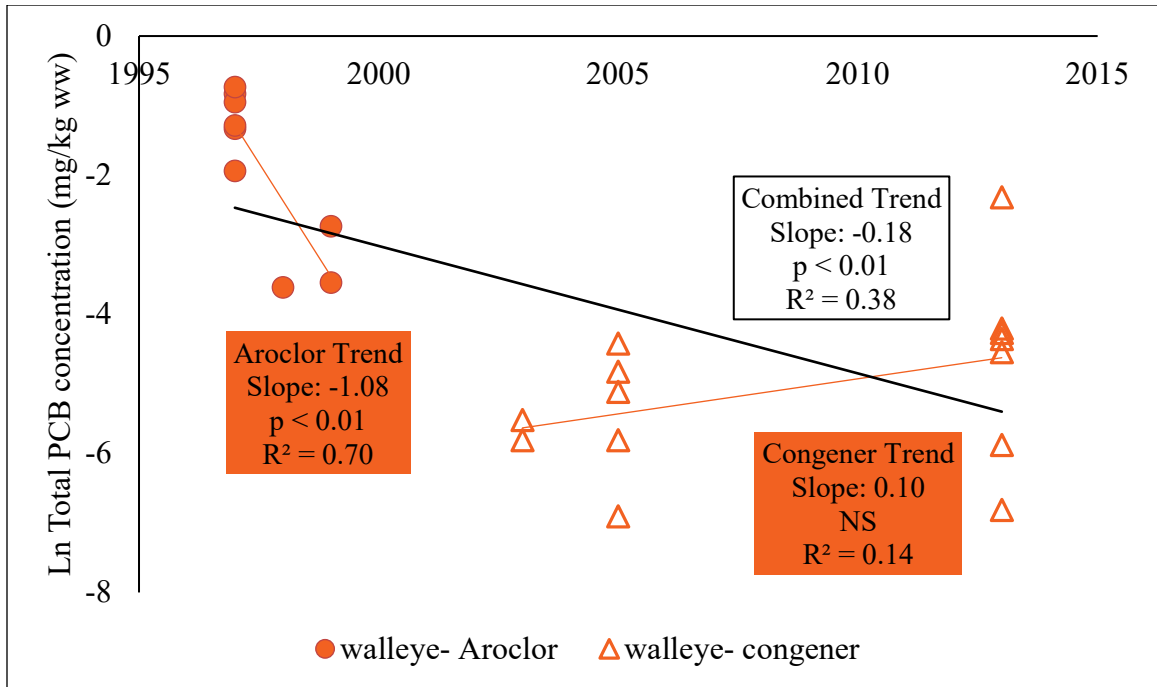 Ln Total PCB concentration (mg/kg ww)
0
1995 2000 2005 2010 2015
-2
-4
-6
-8
Combined Trend
Slope: -0.18
p < 0.01
R² = 0.38
Aroclor Trend
Slope: -1.08
p < 0.01
R² = 0.70
Congener Trend
Slope: 0.10
NS
R² = 0.14
walleye- Aroclor walleye- congener